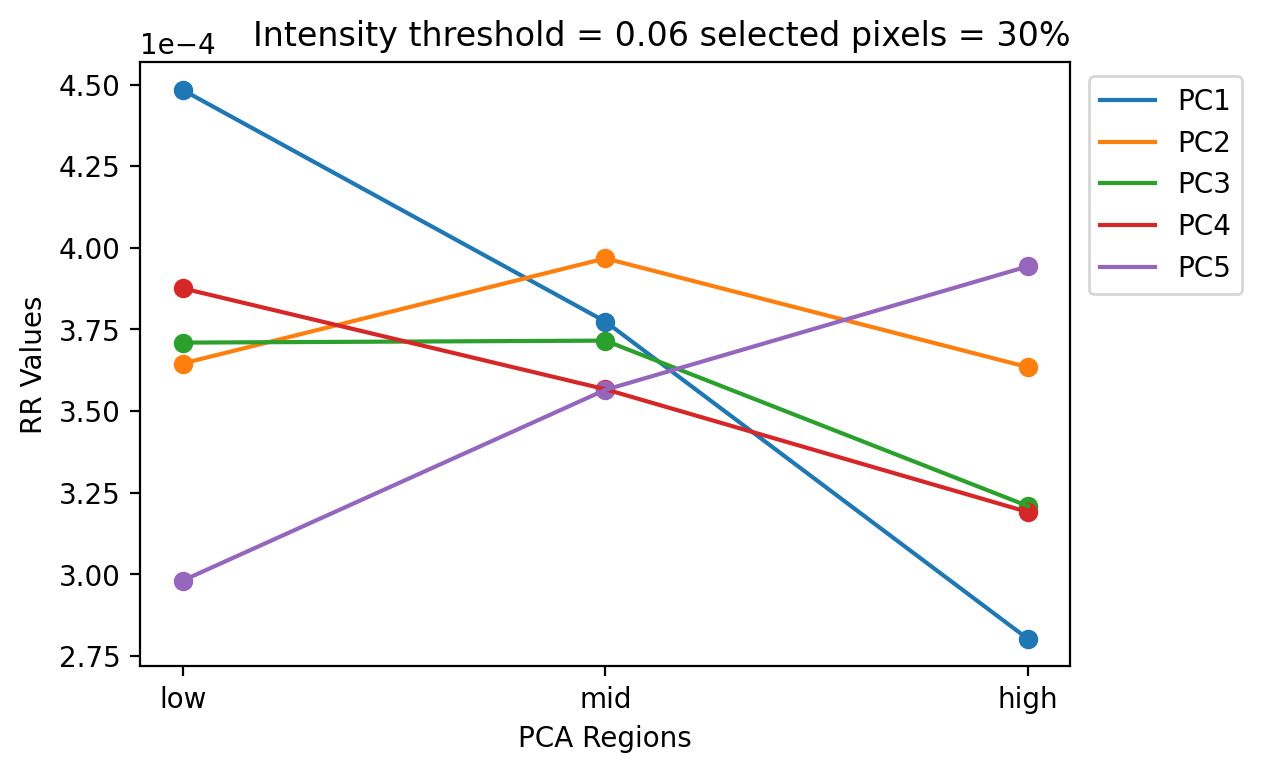 Intensity threshold = 0.06 selected pixels = 30%
1e−4
4.50
4.25
4.00
3.75
3.50
3.25
3.00
2.75
RR Values
low
mid
high
PCA Regions
PC1
PC2
PC3
PC4
PC5